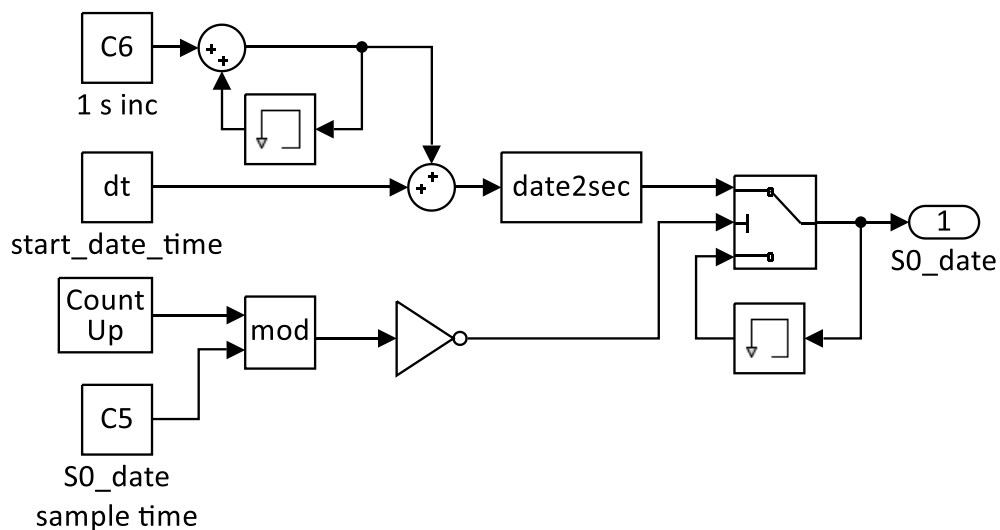 C6
1 s inc
dt
start_date_time
date2sec
1
S0_date
Count
Up
mod
C5
S0_date
sample time